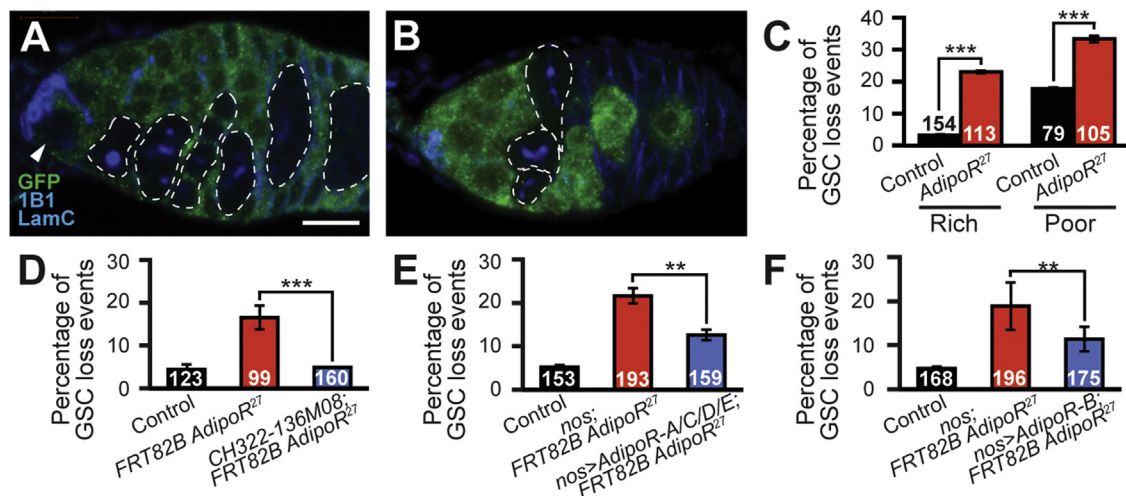 A
GFP
1B1
LamC
B
C
Percentage of
GSC loss events
40
30
20
10
0
***
***
154
113
79
105
Control
AdipoR27
Control
AdipoR27
Rich
Poor
D
Percentage of
GSC loss events
30
20
10
0
***
123
99
160
Control
FRT82B AdipoR27
CH322-136M08;
FRT82B AdipoR27
E
Percentage of
GSC loss events
30
20
10
0
**
153
193
159
Control
nos;
FRT82B AdipoR27
nos>AdipoR-A/C/D/E;
FRT82B AdipoR27
F
Percentage of
GSC loss events
30
20
10
0
**
168
196
175
Control
nos;
FRT82B AdipoR27
nos>AdipoR-B;
FRT82B AdipoR27